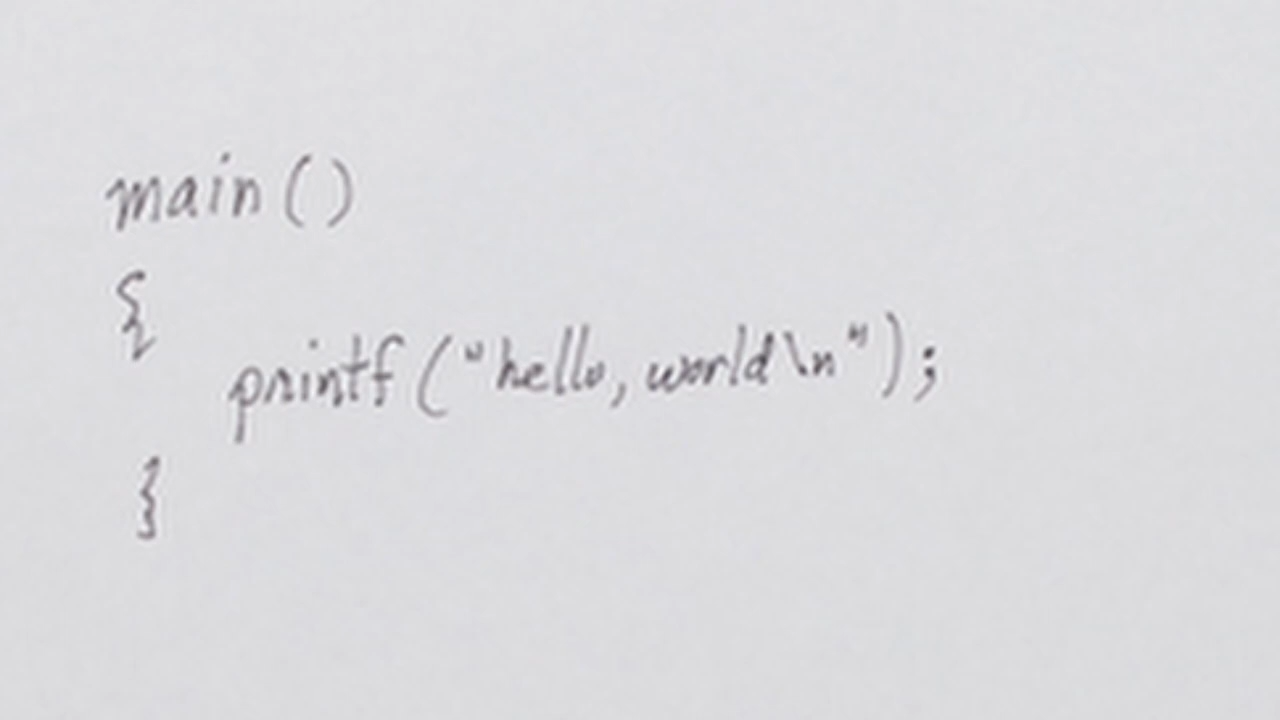 main()
{
printf("hello, world\n");
}